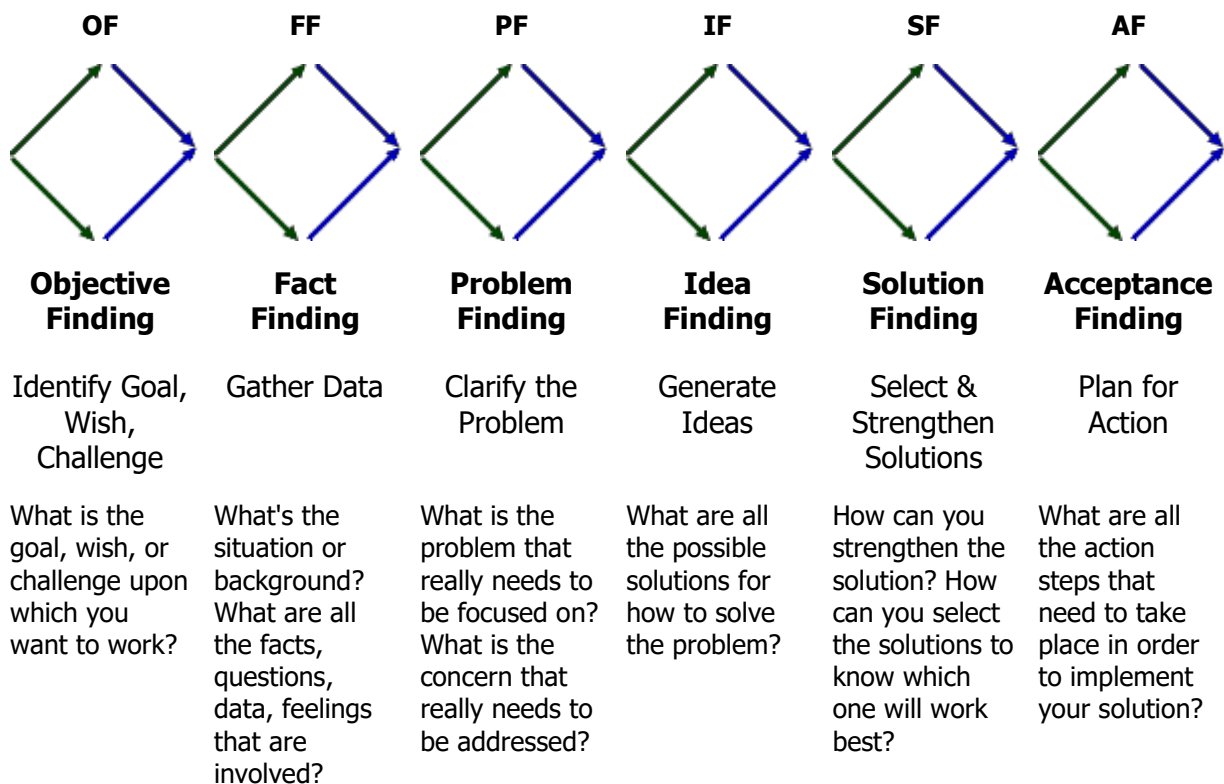 OF
FF
PF
IF
SF
AF
Objective
Finding
Fact
Finding
Problem
Finding
Idea
Finding
Solution
Finding
Acceptance
Finding
Identify Goal,
Wish,
Challenge
Gather Data
Clarify the
Problem
Generate
Ideas
Select &
Strengthen
Solutions
Plan for
Action
What is the
goal, wish, or
challenge upon
which you
want to work?
What's the
situation or
background?
What are all
the facts,
questions,
data, feelings
that are
involved?
What is the
problem that
really needs to
be focused on?
What is the
concern that
really needs to
be addressed?
What are all
the possible
solutions for
how to solve
the problem?
How can you
strengthen the
solution? How
can you select
the solutions to
know which
one will work
best?
What are all
the action
steps that
need to take
place in order
to implement
your solution?